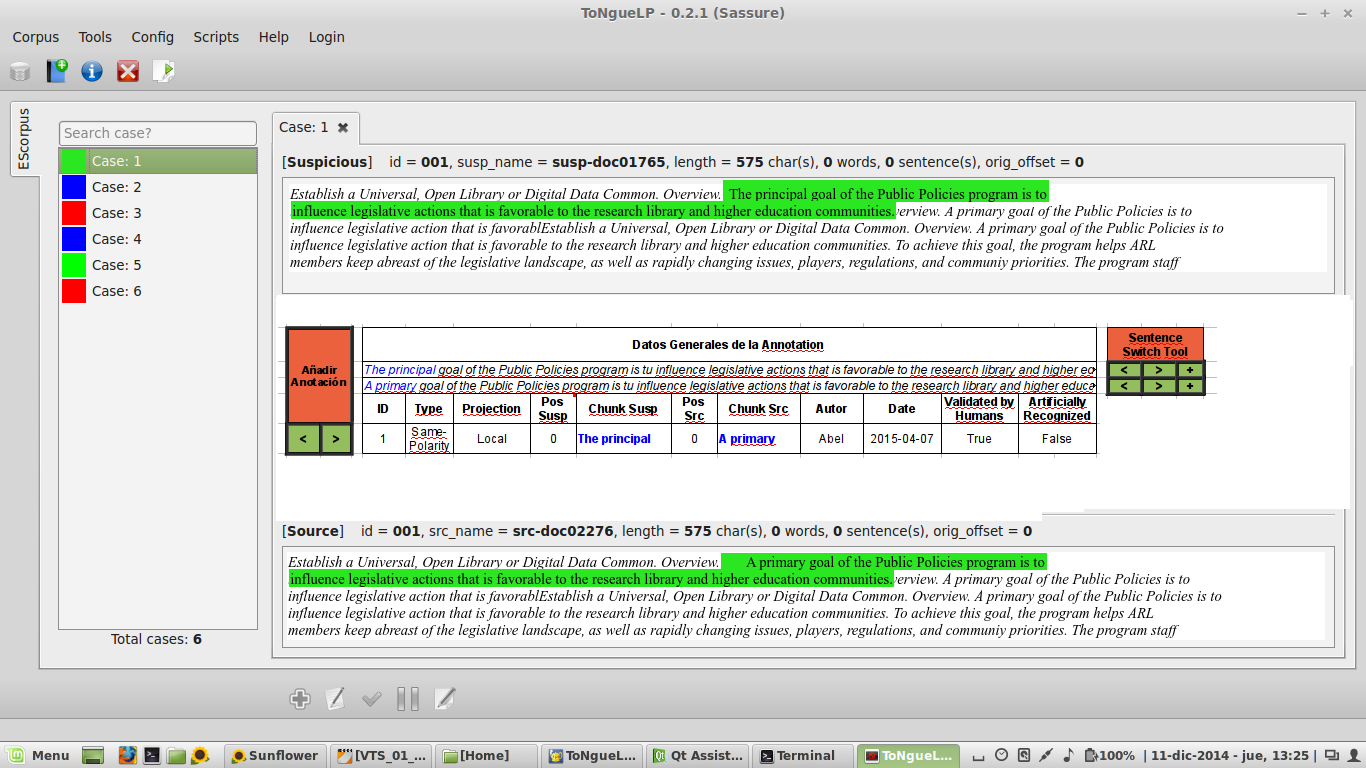 ToNgueLP - 0.2.1 (Sassure)
Corpus Tools Config Scripts Help Login
EScorpus
Search case?
Case: 1
Case: 2
Case: 3
Case: 4
Case: 5
Case: 6
Total cases: 6
Case: 1
[Suspicious] id = 001, susp_name = susp-doc01765, length = 575 char(s), 0 words, 0 sentence(s), orig_offset = 0
Establish a Universal, Open Library or Digital Data Common. Overview. The principal goal of the Public Policies program is to
influence legislative actions that is favorable to the research library and higher education communities.verview. A primary goal of the Public Policies is to
influence legislative action that is favorablEstablish a Universal, Open Library or Digital Data Common. Overview. A primary goal of the Public Policies is to
influence legislative actions that is favorable to the research library and higher education communities. To achieve this goal, the program helps ARL
members keep abreast of the legislative landscape, as well as rapidly changing issues, players, regulations, and communiy priorities. The program staff
Añadir
Anotación
< >
Datos Generales de la Annotation
The principal goal of the Public Policies program is tu influence legislative actions that is favorable to the research library and higher ed
A primary goal of the Public Policies program is tu influence legislative actions that is favorable to the research library and higher educa
ID Type Projection Pos Susp Chunk Susp Pos Src Chunk Src Autor Date Validated by Humans Artificially Recognized
1 Same-Polarity Local 0 The principal 0 A primary Abel 2015-04-07 True False
Sentence
Switch Tool
< > +
< > +
[Source] id = 001, src_name = src-doc02276, length = 575 char(s), 0 words, 0 sentence(s), orig_offset = 0
Establish a Universal, Open Library or Digital Data Common. Overview. A primary goal of the Public Policies program is to
influence legislative actions that is favorable to the research library and higher education communities.verview. A primary goal of the Public Policies is to
influence legislative action that is favorablEstablish a Universal, Open Library or Digital Data Common. Overview. A primary goal of the Public Policies is to
influence legislative actions that is favorable to the research library and higher education communities. To achieve this goal, the program helps ARL
members keep abreast of the legislative landscape, as well as rapidly changing issues, players, regulations, and communiy priorities. The program staff
Menu Sunflower [VTS_01_... [Home] ToNgueL... Qt Assist... Terminal ToNgueL... 100% | 11-dic-2014 - jue, 13:25 |